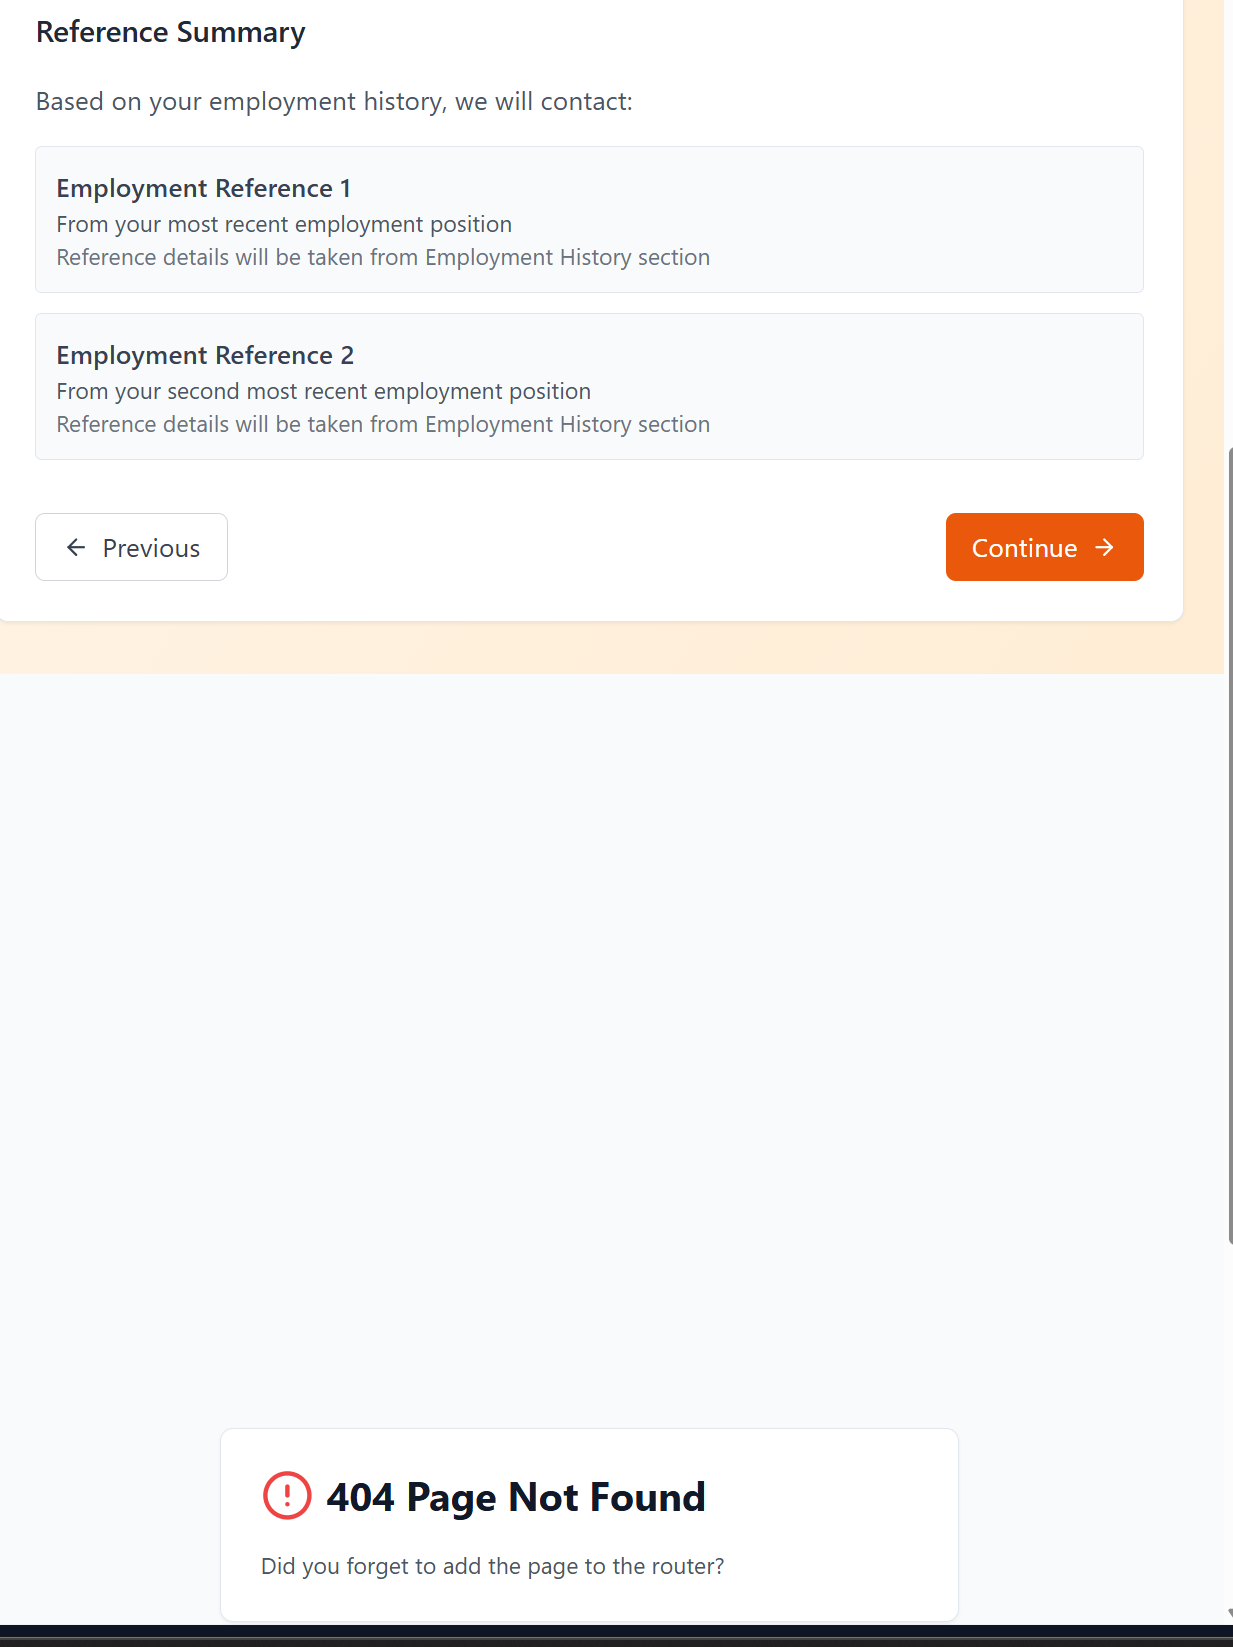 Reference Summary
Based on your employment history, we will contact:
Employment Reference 1
From your most recent employment position
Reference details will be taken from Employment History section
Employment Reference 2
From your second most recent employment position
Reference details will be taken from Employment History section
Previous
Continue
404 Page Not Found
Did you forget to add the page to the router?